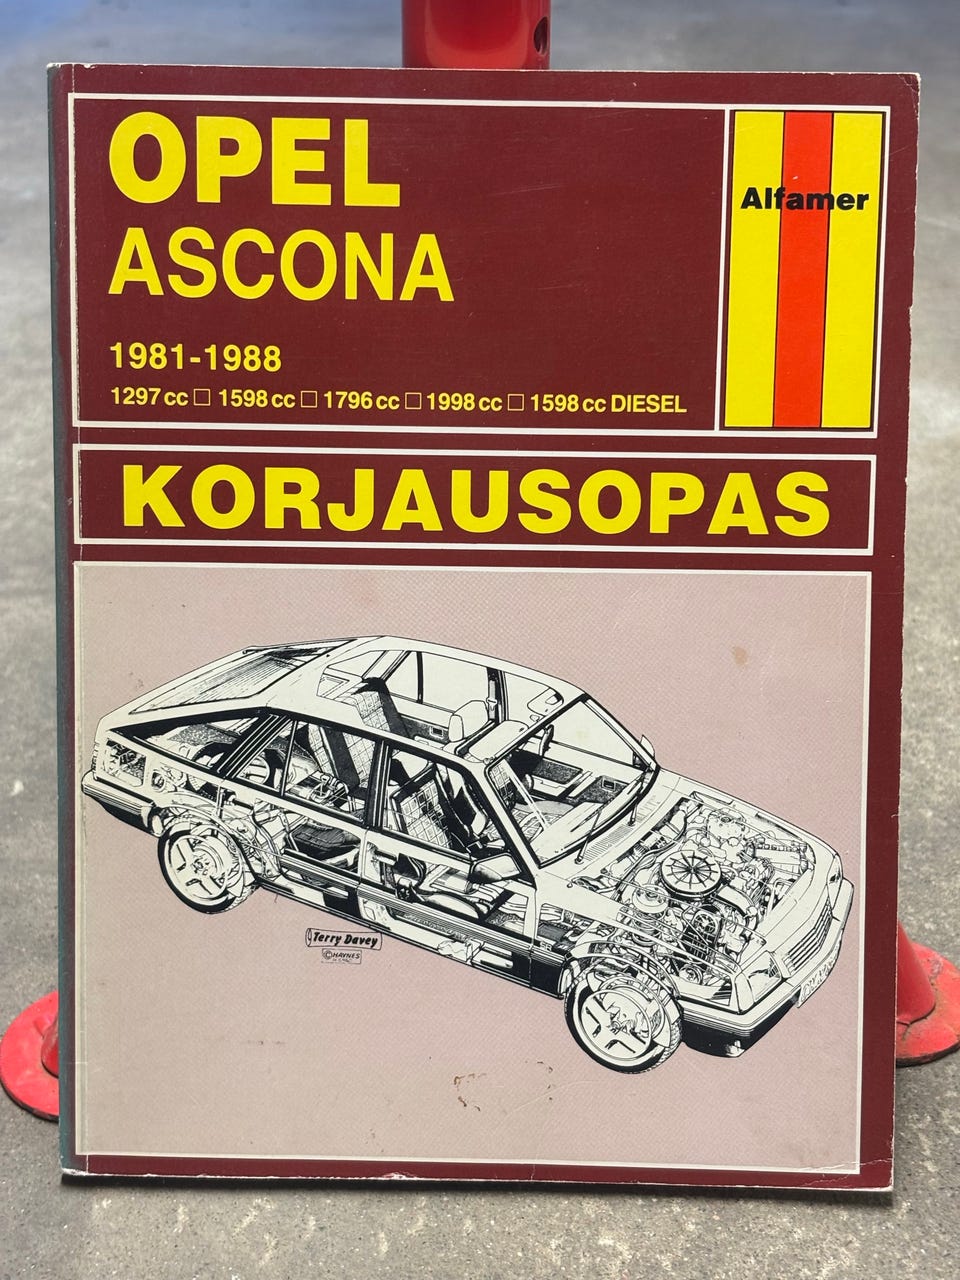 OPEL
ASCONA
1981-1988
1297 cc □ 1598 cc □ 1796 cc □ 1998 cc □ 1598 cc DIESEL
Alfamer
KORJAUSOPAS
Terry Davey
© HAYNES